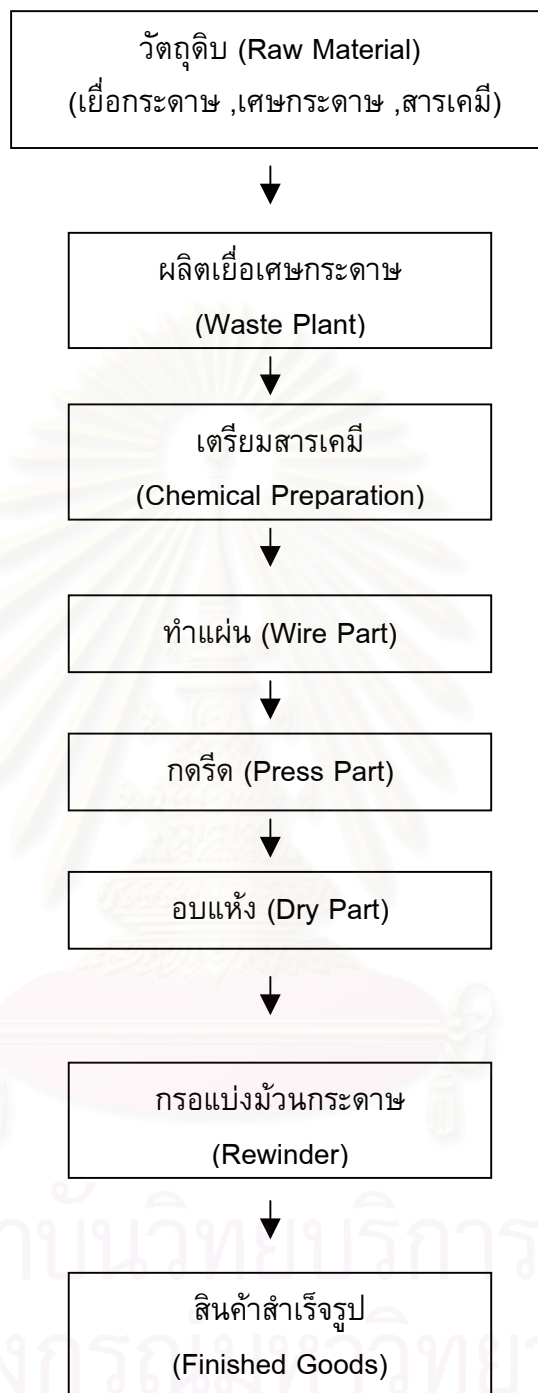 วัตถุดิบ (Raw Material)
(เยื่อกระดาษ ,เศษกระดาษ ,สารเคมี)
ผลิตเยื่อเศษกระดาษ
(Waste Plant)
เตรียมสารเคมี
(Chemical Preparation)
ทำแผ่น (Wire Part)
กดรีด (Press Part)
อบแห้ง (Dry Part)
กรอแบ่งม้วนกระดาษ
(Rewinder)
สินค้าสำเร็จรูป
(Finished Goods)